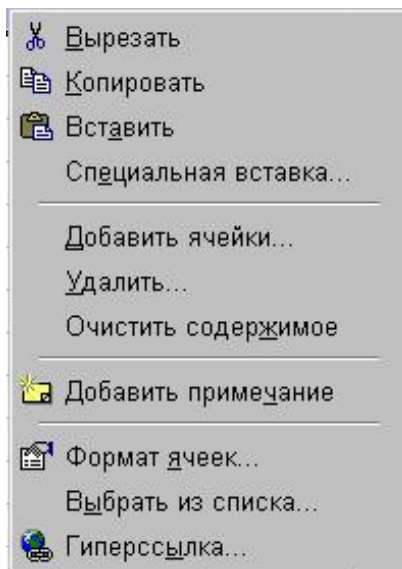 Вырезать
Копировать
Вставить
Специальная вставка...
Добавить ячейки...
Удалить...
Очистить содержимое
Добавить примечание
Формат ячеек...
Выбрать из списка...
Гиперссылка...